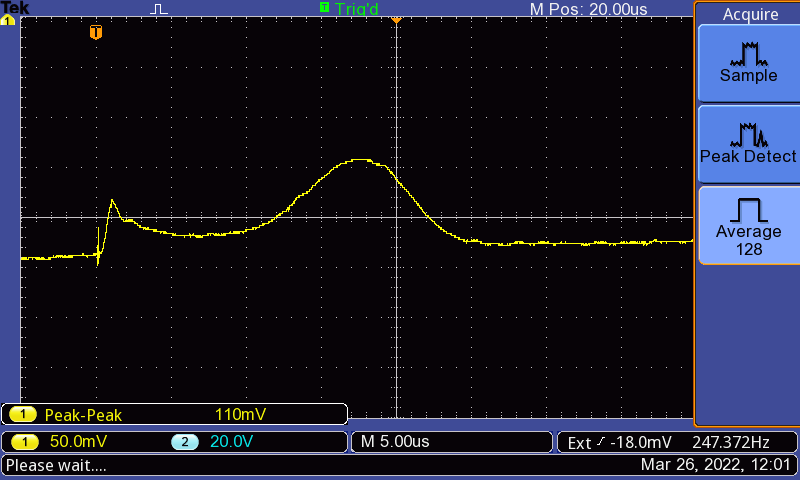 Tek T Trig'd M Pos: 20.00us Acquire
1
T
Sample
Peak Detect
Average
128
1 Peak-Peak 110mV
1 50.0mV 2 20.0V M 5.00us Ext -18.0mV 247.372Hz
Please wait.... Mar 26, 2022, 12:01